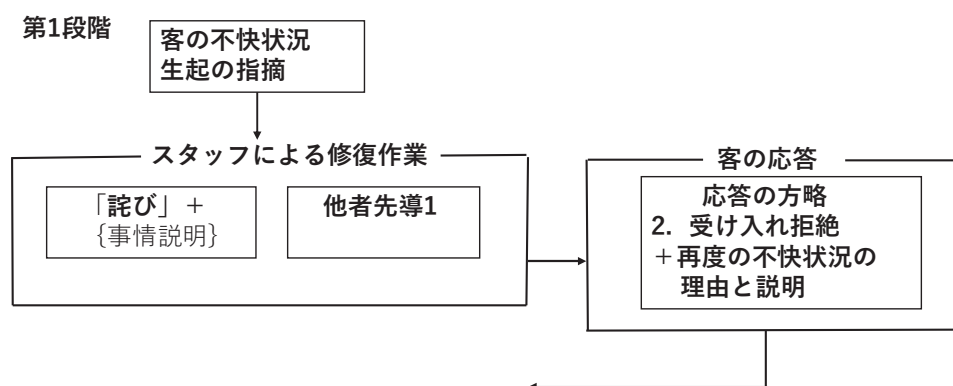 第1段階
客の不快状況
生起の指摘
スタッフによる修復作業
「詫び」+
{事情説明}
他者先導1
客の応答
応答の方略
2. 受け入れ拒絶
+再度の不快状況の
理由と説明